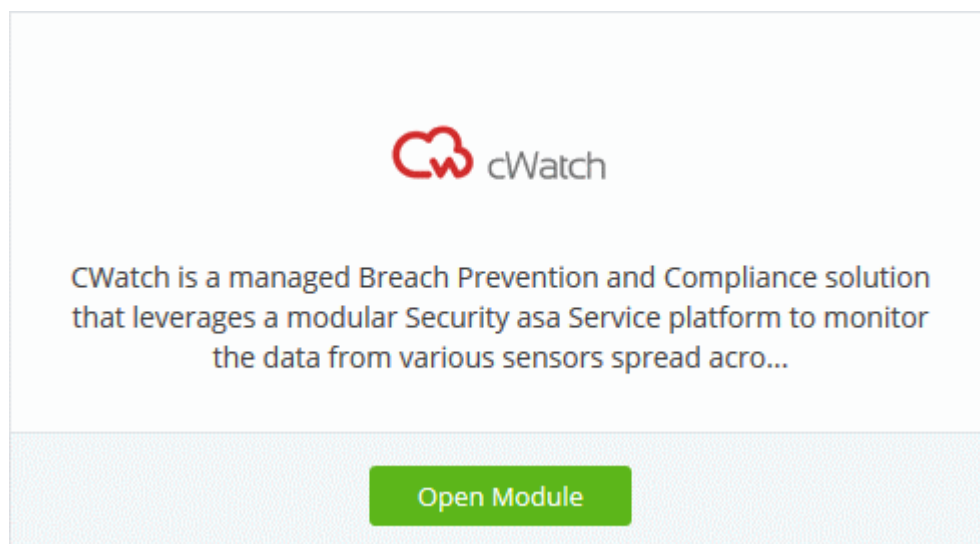 cWatch
CWatch is a managed Breach Prevention and Compliance solution
that leverages a modular Security asa Service platform to monitor
the data from various sensors spread acro...
Open Module